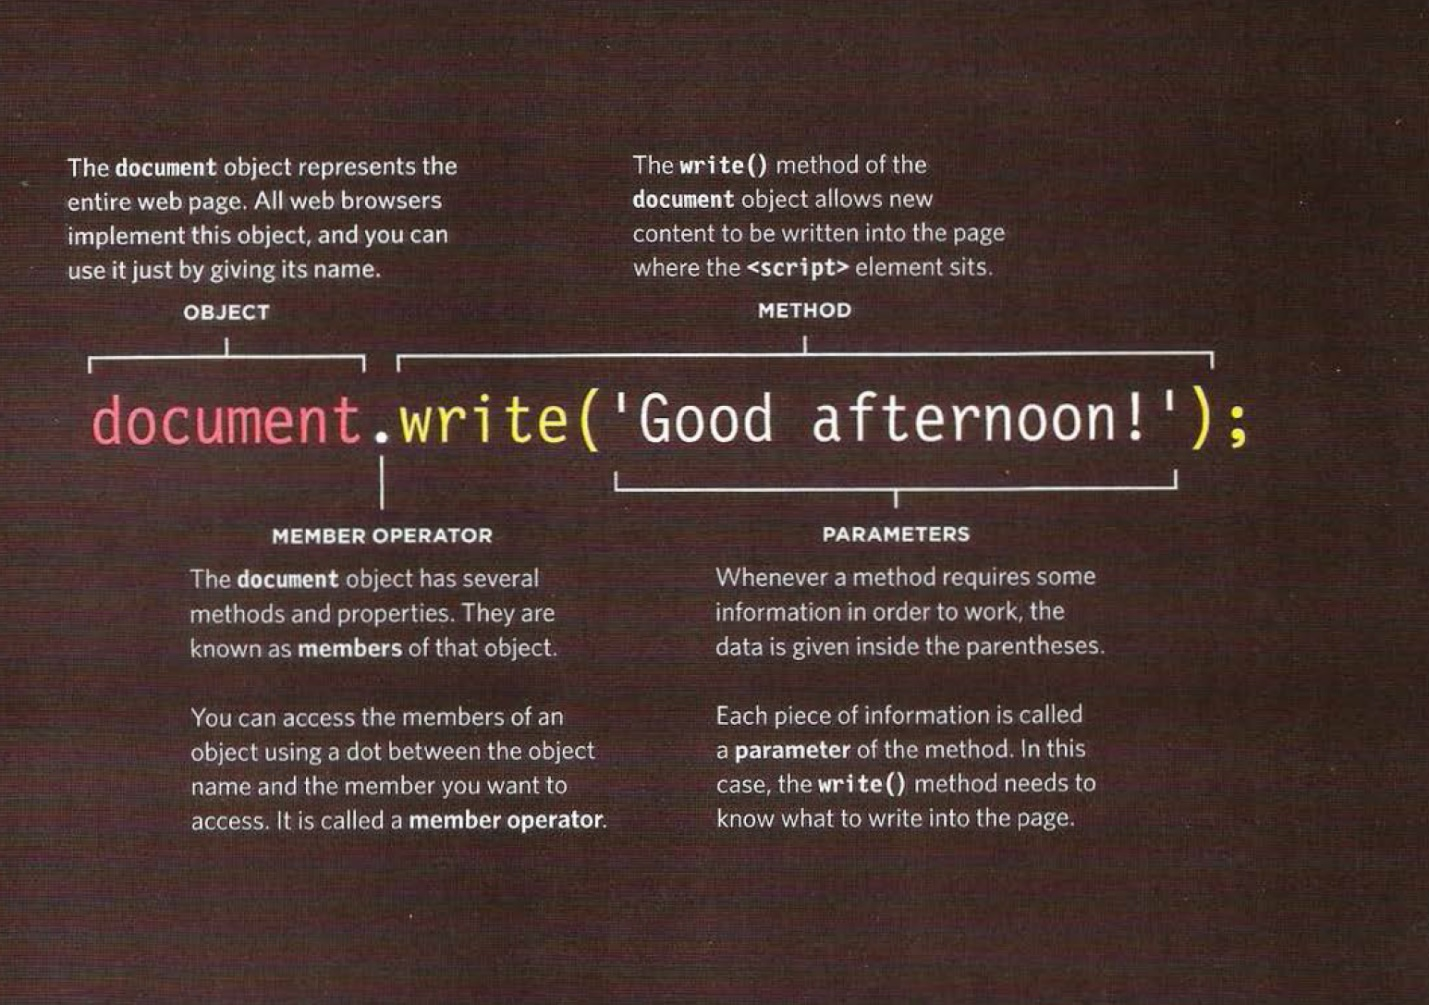 The document object represents the
entire web page. All web browsers
implement this object, and you can
use it just by giving its name.
OBJECT
The write() method of the
document object allows new
content to be written into the page
where the <script> element sits.
METHOD
document.write('Good afternoon!');
MEMBER OPERATOR
The document object has several
methods and properties. They are
known as members of that object.
You can access the members of an
object using a dot between the object
name and the member you want to
access. It is called a member operator.
PARAMETERS
Whenever a method requires some
information in order to work, the
data is given inside the parentheses.
Each piece of information is called
a parameter of the method. In this
case, the write() method needs to
know what to write into the page.